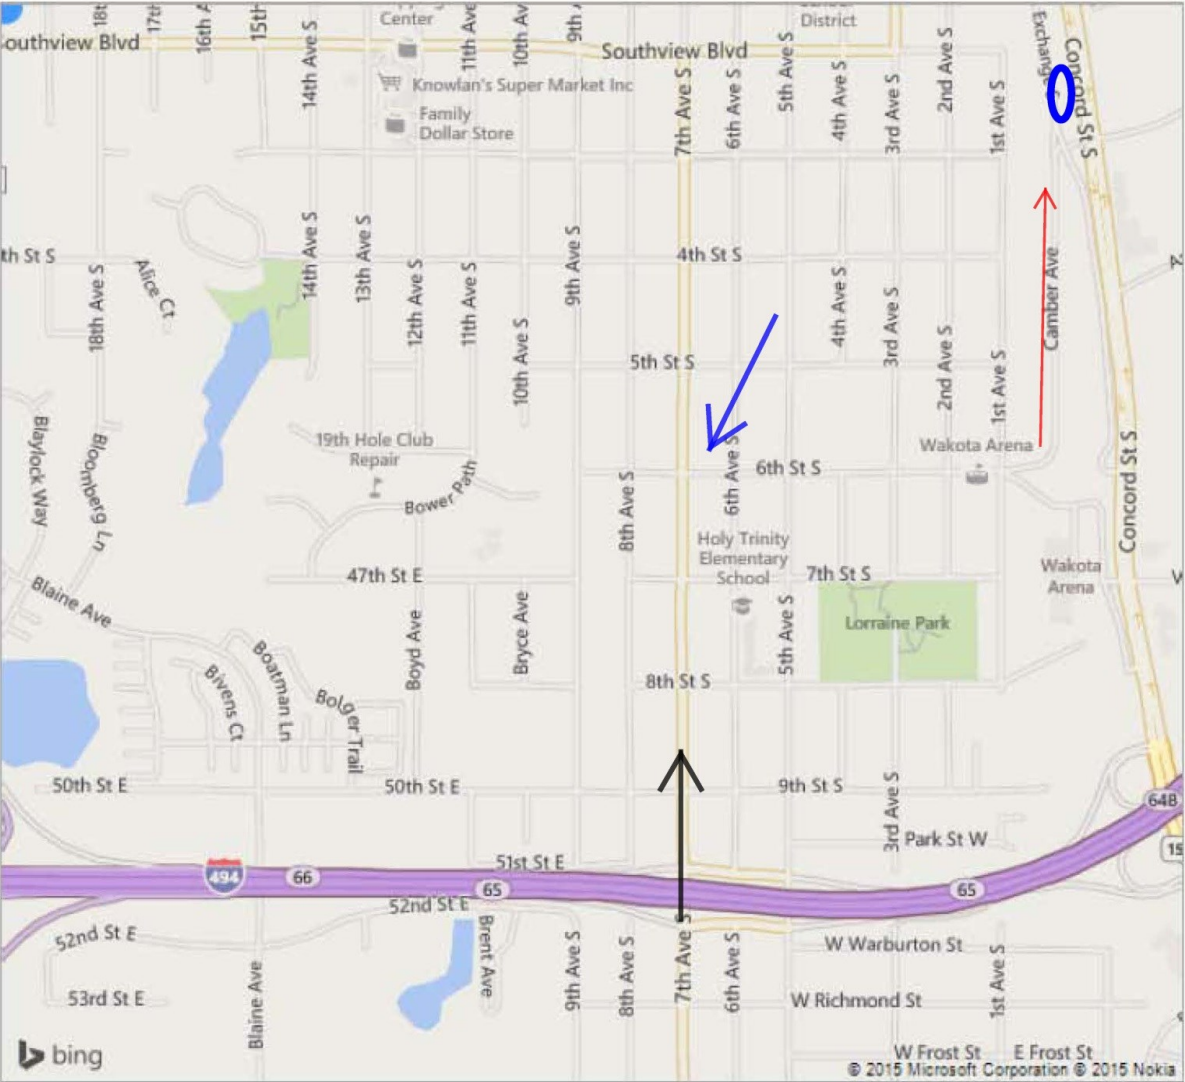 18t
17th
16th A
15th
14th Ave S
Center
11th Ave
10th Av
9th A
District
outhview Blvd
Southview Blvd
Knowlan's Super Market Inc
Family
Dollar Store
7th Ave S
6th Ave S
5th Ave S
4th Ave S
3rd Ave S
2nd Ave S
1st Ave S
Exchange
Concord St S
th St S
Alice Ct
18th Ave S
14th Ave S
13th Ave S
12th Ave S
11th Ave S
9th Ave S
10th Ave S
4th St S
5th St S
4th Ave S
3rd Ave S
2nd Ave S
1st Ave S
Camber Ave
Blaylock Way
Bloomberg Ln
19th Hole Club
Repair
Bower Path
8th Ave S
6th Ave S
6th St S
Wakota Arena
Concord St S
Holy Trinity
Elementary
School
47th St E
7th St S
Wakota
Arena
Blaine Ave
Boyd Ave
Bryce Ave
5th Ave S
Lorraine Park
Bivens Ct
Boatman Ln
Bolger Trail
8th St S
50th St E
50th St E
9th St S
3rd Ave S
Park St W
64B
15
51st St E
494
66
65
65
52nd St E
52nd St E
53rd St E
Blaine Ave
Brent Ave
9th Ave S
8th Ave S
7th Ave S
6th Ave S
W Warburton St
1st Ave S
W Richmond St
W Frost St
E Frost St
bing
© 2015 Microsoft Corporation © 2015 Nokia